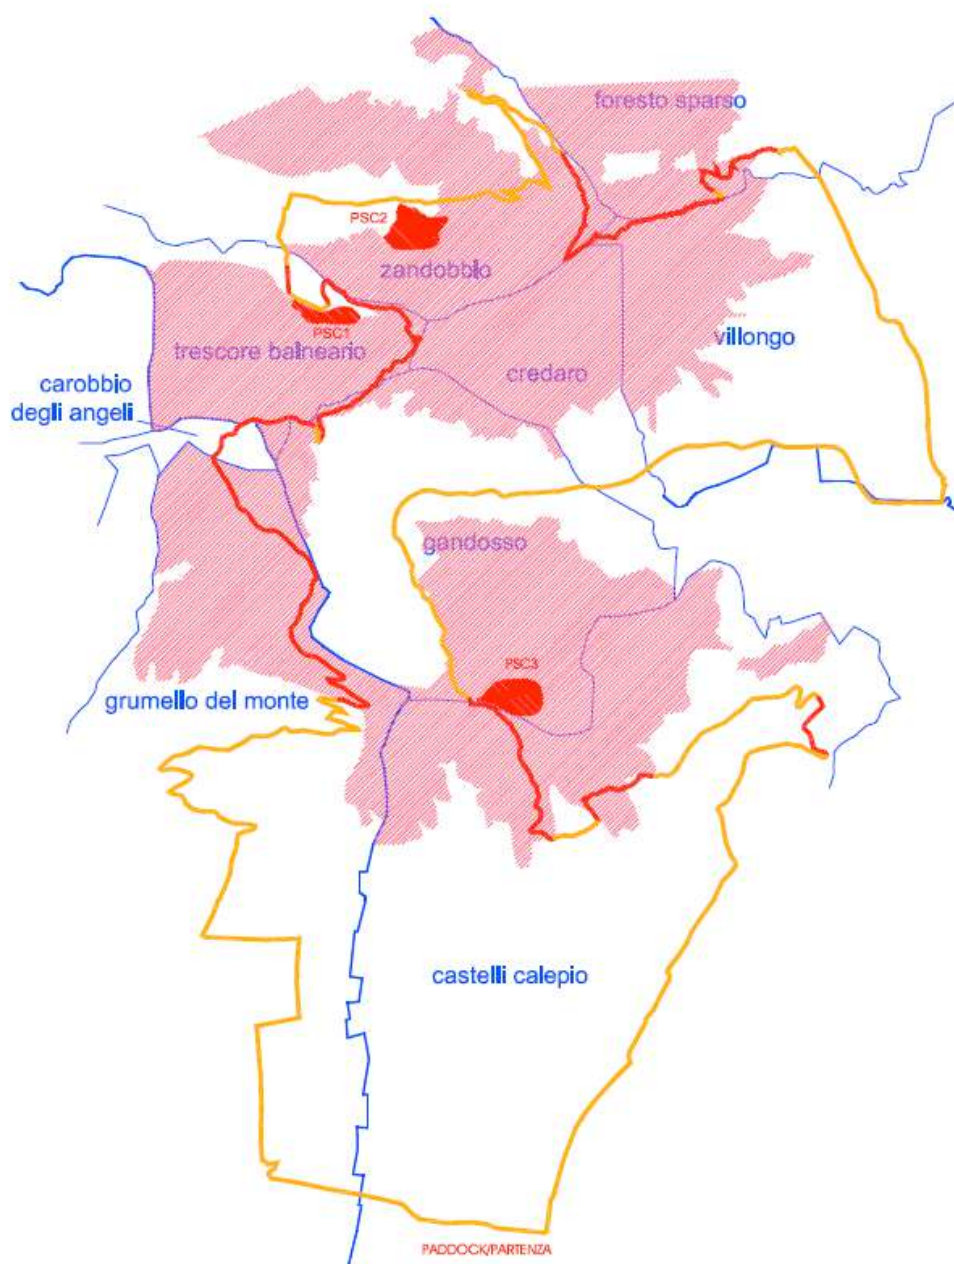 foresto sparso
PSC2
zandobbio
PSC1
trescore balneario
villongo
credaro
carobbio
degli angeli
gandosso
PSC3
grumello del monte
castelli calepio
PADDOCK/PARTENZA